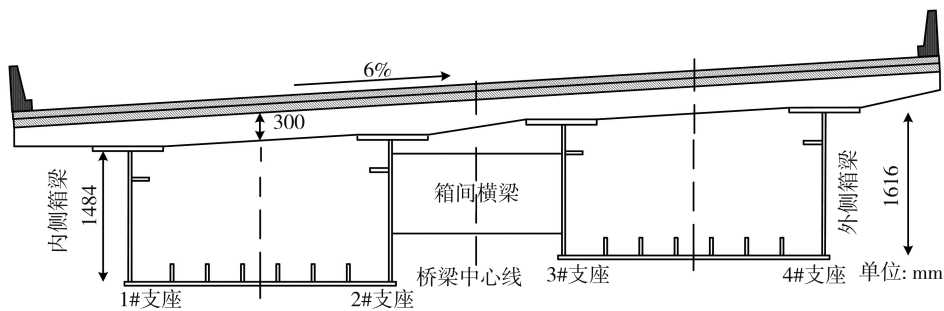 6%
300
内侧箱梁
1484
箱间横梁
外侧箱梁
1616
桥梁中心线
3#支座
4#支座
单位: mm
1#支座
2#支座